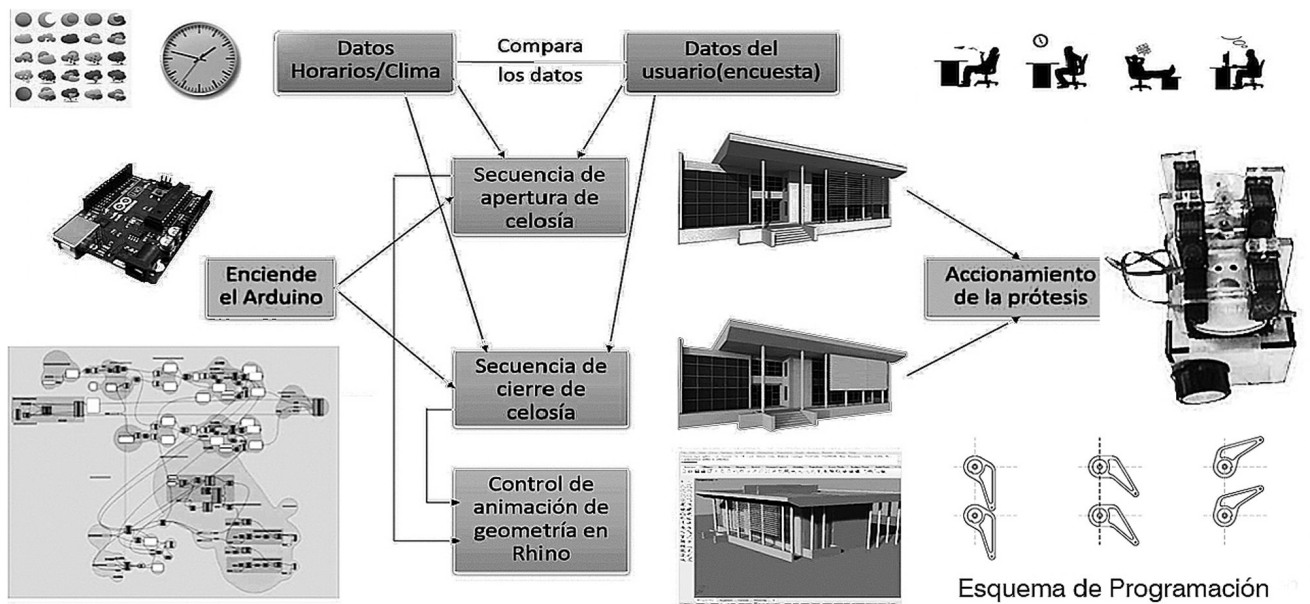 Datos
Horarios/Clima
Compara
los datos
Datos del
usuario(encuesta)
Secuencia de
apertura de
celosía
Enciende
el Arduino
Accionamiento
de la prótesis
Secuencia de
cierre de
celosía
Control de
animación de
geometría en
Rhino
Esquema de Programación